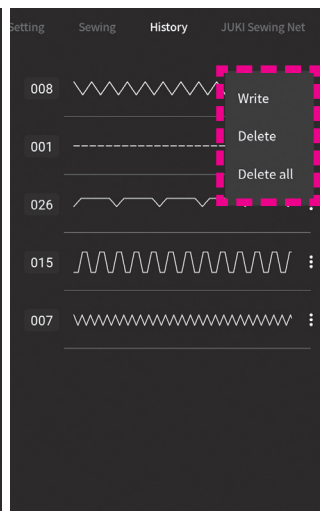 Setting Sewing History JUKI Sewing Net
008
Write
Delete
001
Delete all
026
015
007